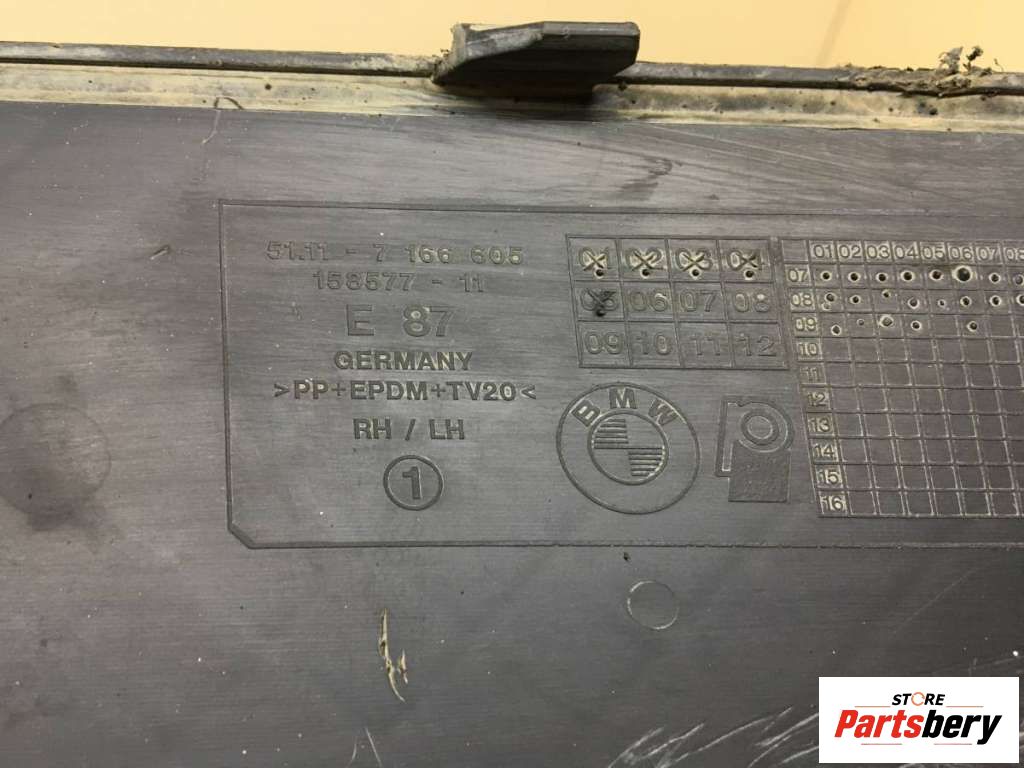 51.11 - 7 166 605
158577 - 11
E 87
GERMANY
>PP+EPDM+TV20<
RH / LH
1
01 02 03 04
05 06 07 08
09 10 11 12
BMW
01 02 03 04 05 06 07 08
07
08
09
10
11
12
13
14
15
16
STORE
Partsbery